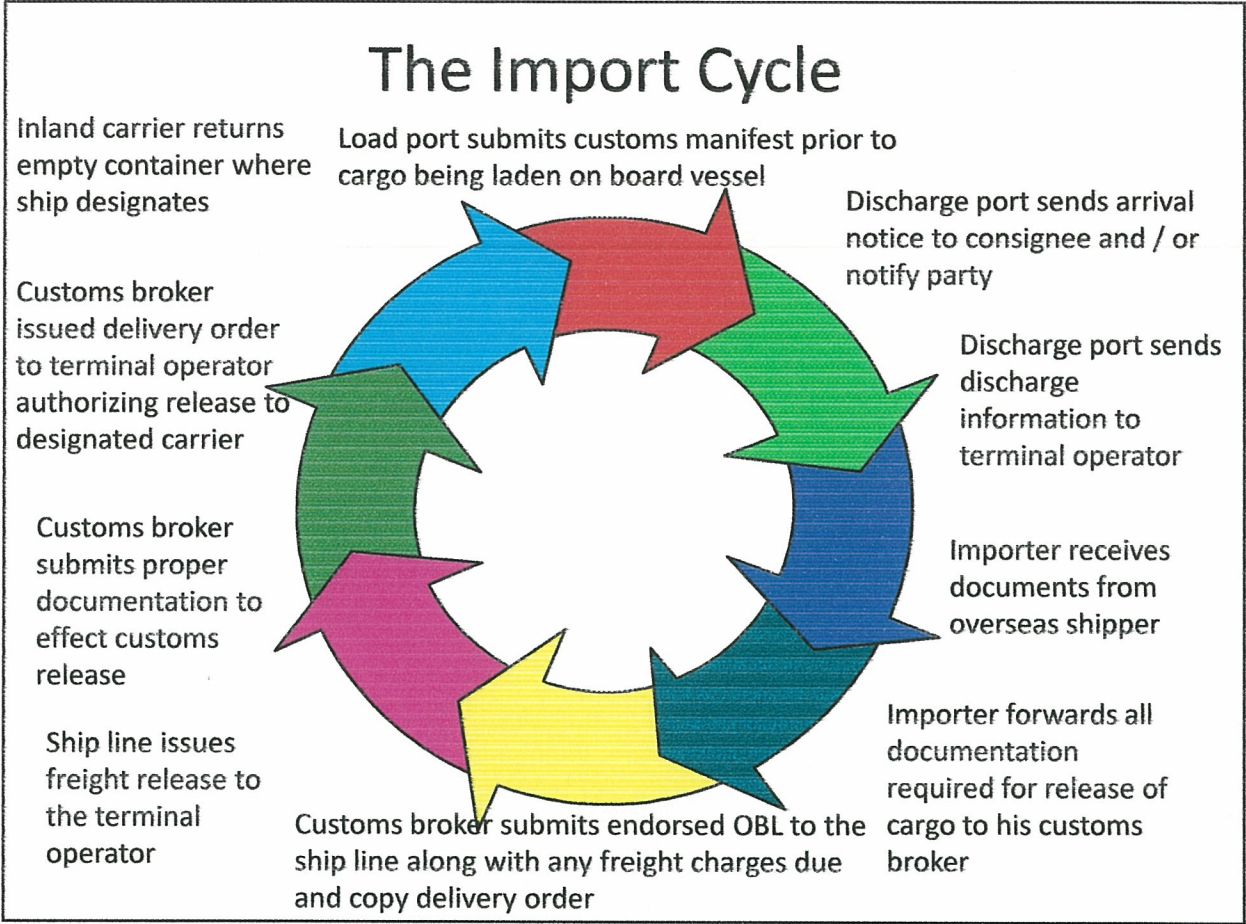 The Import Cycle
Load port submits customs manifest prior to
cargo being laden on board vessel
Discharge port sends arrival
notice to consignee and / or
notify party
Discharge port sends
discharge
information to
terminal operator
Importer receives
documents from
overseas shipper
Importer forwards all
documentation
required for release of
cargo to his customs
broker
Customs broker submits endorsed OBL to the
ship line along with any freight charges due
and copy delivery order
Ship line issues
freight release to
the terminal
operator
Customs broker
submits proper
documentation to
effect customs
release
Customs broker
issued delivery order
to terminal operator
authorizing release to
designated carrier
Inland carrier returns
empty container where
ship designates